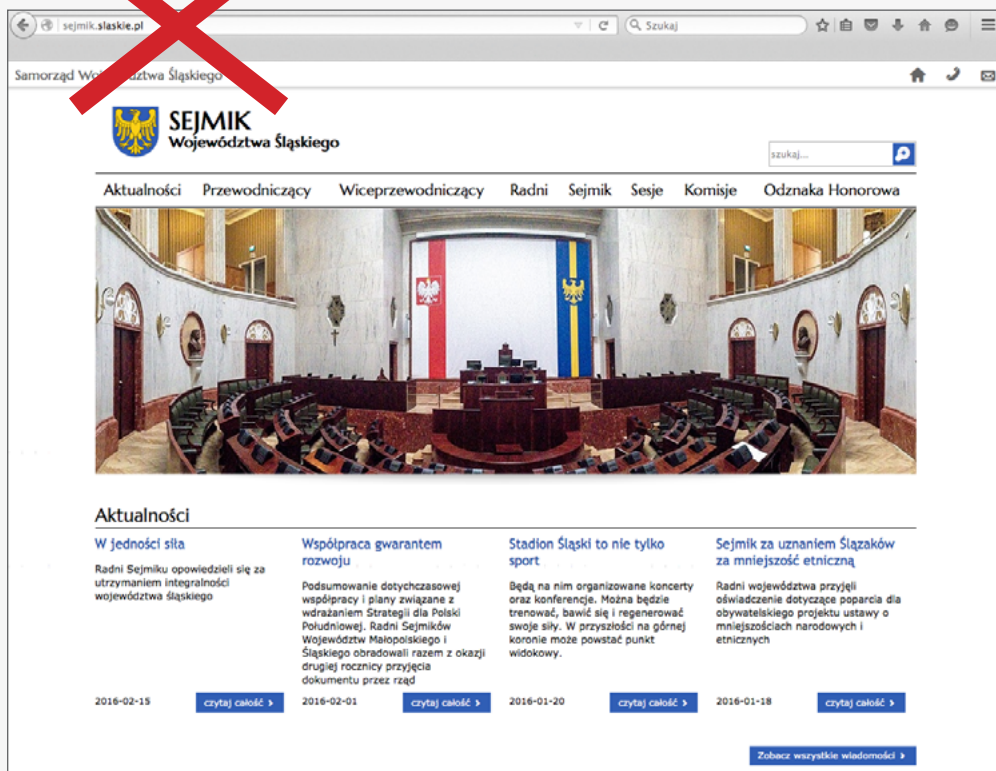 sejmik.slaskie.pl
Szukaj
Samorząd Województwa Śląskiego
SEJMIK
Województwa Śląskiego
szukaj...
Aktualności Przewodniczący Wiceprzewodniczący Radni Sejmik Sesje Komisje Odznaka Honorowa
Aktualności
W jedności siła
Radni Sejmiku opowiedzieli się za
utrzymaniem integralności
województwa śląskiego
2016-02-15
czytaj całość ›
Współpraca gwarantem
rozwoju
Podsumowanie dotychczasowej
współpracy i plany związane z
wdrażaniem Strategii dla Polski
Południowej. Radni Sejmików
Województw Małopolskiego i
Śląskiego obradowali razem z okazji
drugiej rocznicy przyjęcia
dokumentu przez rząd
2016-02-01
czytaj całość ›
Stadion Śląski to nie tylko
sport
Będą na nim organizowane koncerty
oraz konferencje. Można będzie
trenować, bawić się i regenerować
swoje siły. W przyszłości na górnej
koronie może powstać punkt
widokowy.
2016-01-20
czytaj całość ›
Sejmik za uznaniem Ślązaków
za mniejszość etniczną
Radni województwa przyjęli
oświadczenie dotyczące poparcia dla
obywatelskiego projektu ustawy o
mniejszościach narodowych i
etnicznych
2016-01-18
czytaj całość ›
Zobacz wszystkie wiadomości ›